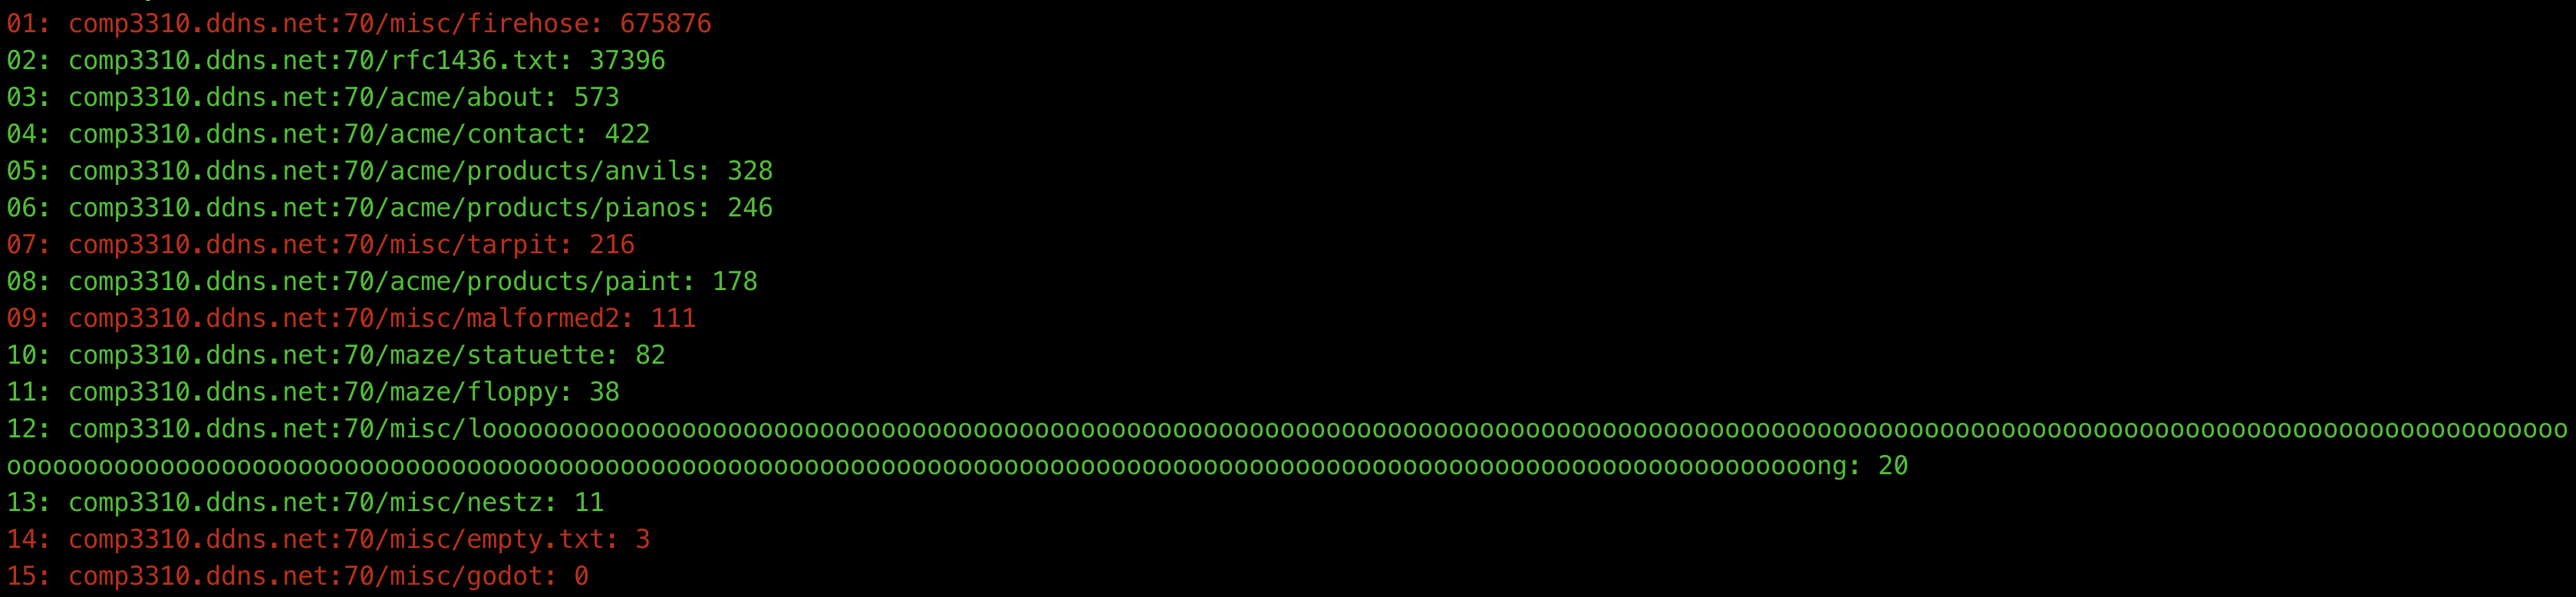 01: comp3310.ddns.net:70/misc/firehose: 675876
02: comp3310.ddns.net:70/rfc1436.txt: 37396
03: comp3310.ddns.net:70/acme/about: 573
04: comp3310.ddns.net:70/acme/contact: 422
05: comp3310.ddns.net:70/acme/products/anvils: 328
06: comp3310.ddns.net:70/acme/products/pianos: 246
07: comp3310.ddns.net:70/misc/tarpit: 216
08: comp3310.ddns.net:70/acme/products/paint: 178
09: comp3310.ddns.net:70/misc/malformed2: 111
10: comp3310.ddns.net:70/maze/statuette: 82
11: comp3310.ddns.net:70/maze/floppy: 38
12: comp3310.ddns.net:70/misc/loooooooooooooooooooooooooooooooooooooooooooooooooooooooooooooooooooooooooooooooooooooooooooooooooooooooooooooooooooooooooooooooooooooooo
oooooooooooooooooooooooooooooooooooooooooooooooooooooooooooooooooooooooooooooooooooooooooooooooooooooooooooooooooooooong: 20
13: comp3310.ddns.net:70/misc/nestz: 11
14: comp3310.ddns.net:70/misc/empty.txt: 3
15: comp3310.ddns.net:70/misc/godot: 0